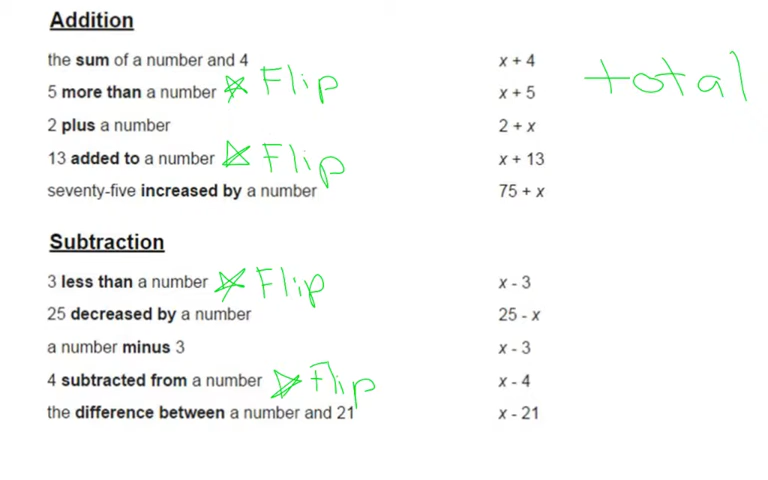 Addition
the sum of a number and 4 x + 4
5 more than a number ☆ Flip x + 5 total
2 plus a number 2 + x
13 added to a number ☆ Flip x + 13
seventy-five increased by a number 75 + x
Subtraction
3 less than a number ☆ Flip x - 3
25 decreased by a number 25 - x
a number minus 3 x - 3
4 subtracted from a number ☆ Flip x - 4
the difference between a number and 21 x - 21